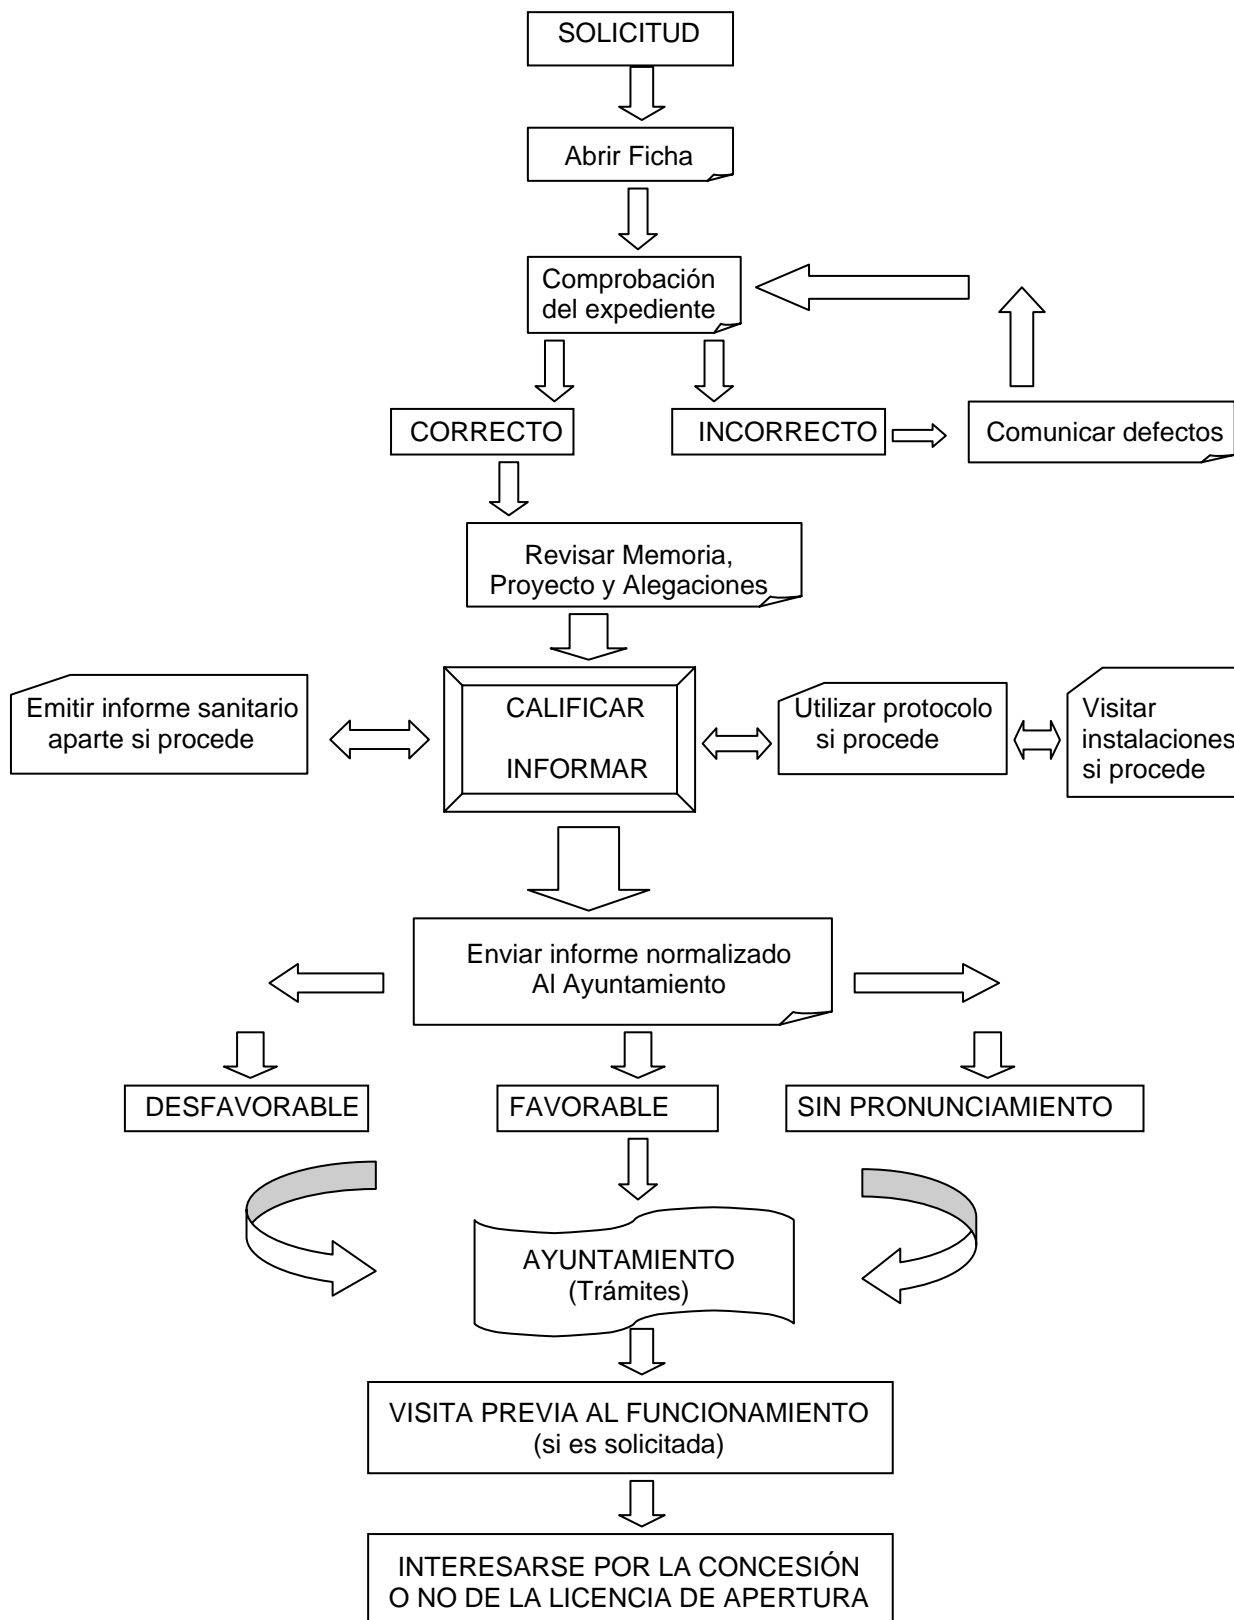 SOLICITUD
Abrir Ficha
Comprobación
del expediente
CORRECTO
INCORRECTO
Comunicar defectos
Revisar Memoria,
Proyecto y Alegaciones
Emitir informe sanitario
aparte si procede
CALIFICAR
INFORMAR
Utilizar protocolo
si procede
Visitar
instalaciones
si procede
Enviar informe normalizado
Al Ayuntamiento
DESFAVORABLE
FAVORABLE
SIN PRONUNCIAMIENTO
AYUNTAMIENTO
(Trámites)
VISITA PREVIA AL FUNCIONAMIENTO
(si es solicitada)
INTERESARSE POR LA CONCESIÓN
O NO DE LA LICENCIA DE APERTURA